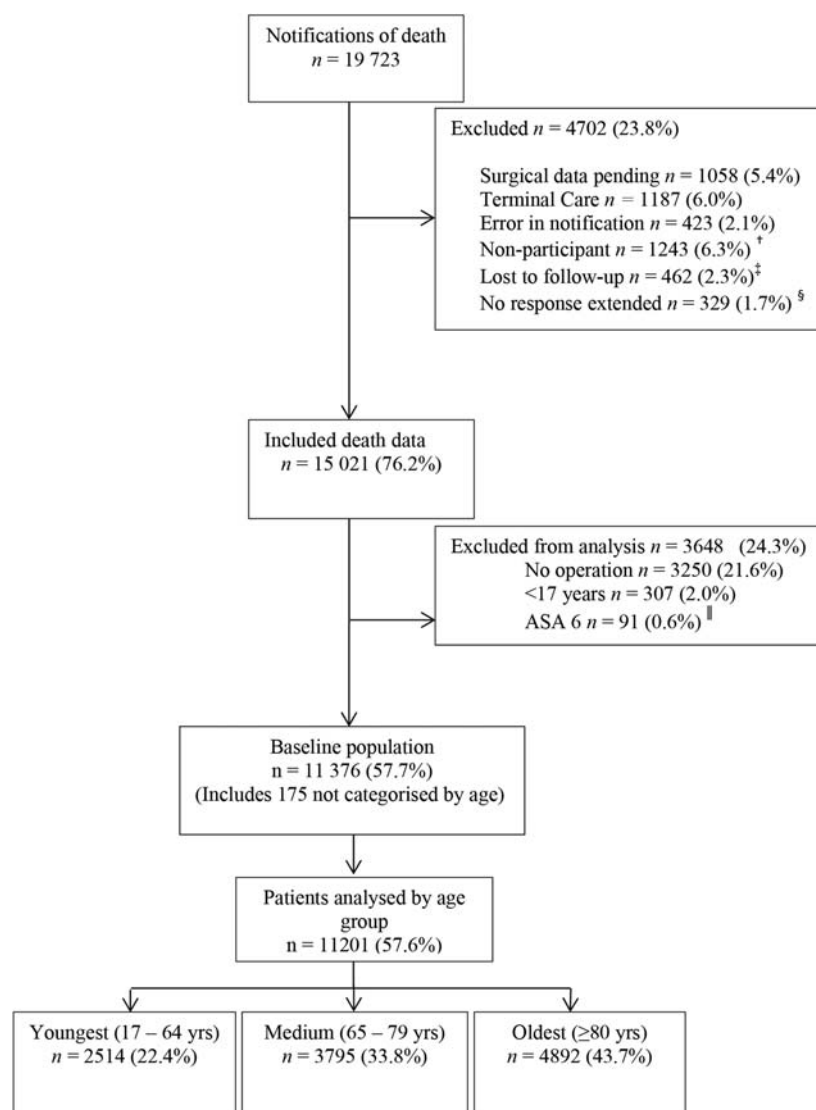 Notifications of death
n = 19 723
Excluded n = 4702 (23.8%)
Surgical data pending n = 1058 (5.4%)
Terminal Care n = 1187 (6.0%)
Error in notification n = 423 (2.1%)
Non-participant n = 1243 (6.3%) †
Lost to follow-up n = 462 (2.3%)‡
No response extended n = 329 (1.7%) §
Included death data
n = 15 021 (76.2%)
Excluded from analysis n = 3648 (24.3%)
No operation n = 3250 (21.6%)
<17 years n = 307 (2.0%)
ASA 6 n = 91 (0.6%) ‖
Baseline population
n = 11 376 (57.7%)
(Includes 175 not categorised by age)
Patients analysed by age
group
n = 11201 (57.6%)
Youngest (17 – 64 yrs)
n = 2514 (22.4%)
Medium (65 – 79 yrs)
n = 3795 (33.8%)
Oldest (≥80 yrs)
n = 4892 (43.7%)